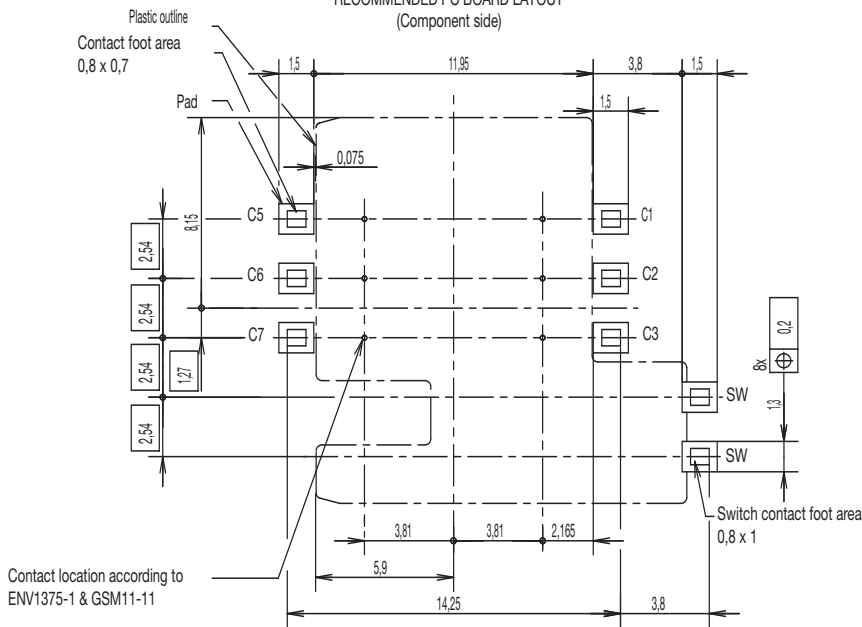 RECOMMENDED PC BOARD LAYOUT
(Component side)
Plastic outline
Contact foot area
0,8 x 0,7
Pad
1,5
11,95
3,8
1,5
1,5
0,075
8,15
C5
C1
2,54
C6
C2
2,54
C7
C3
0,2
8x
2,54
1,27
SW
1,3
2,54
SW
Switch contact foot area
0,8 x 1
3,81
3,81
2,165
5,9
Contact location according to
ENV1375-1 & GSM11-11
14,25
3,8